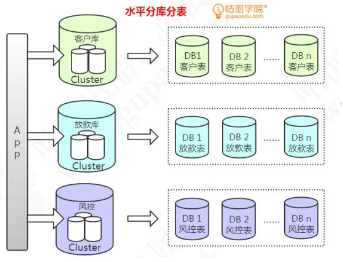 水平分库分表
咕泡学院
gupaoedu.com
App
客户库
Cluster
DB1
客户表
DB 2
客户表
......
DB n
客户表
放款库
Cluster
DB 1
放款表
DB 2
放款表
......
DB n
放款表
风控
Cluster
DB 1
风控表
DB 2
风控表
......
DB n
风控表